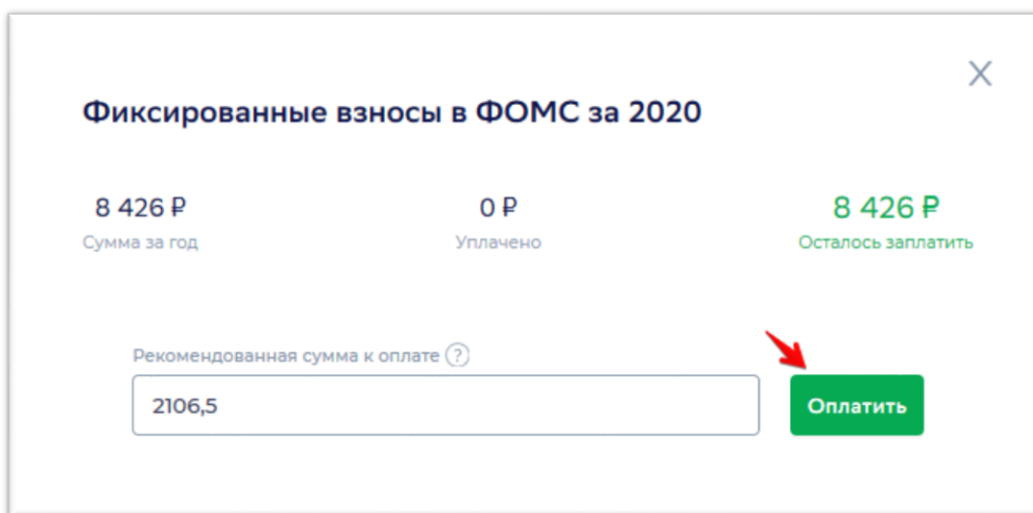 X
Фиксированные взносы в ФОМС за 2020
8 426 ₽ 0 ₽ 8 426 ₽
Сумма за год Уплачено Осталось заплатить
Рекомендованная сумма к оплате ?
2106,5 Оплатить